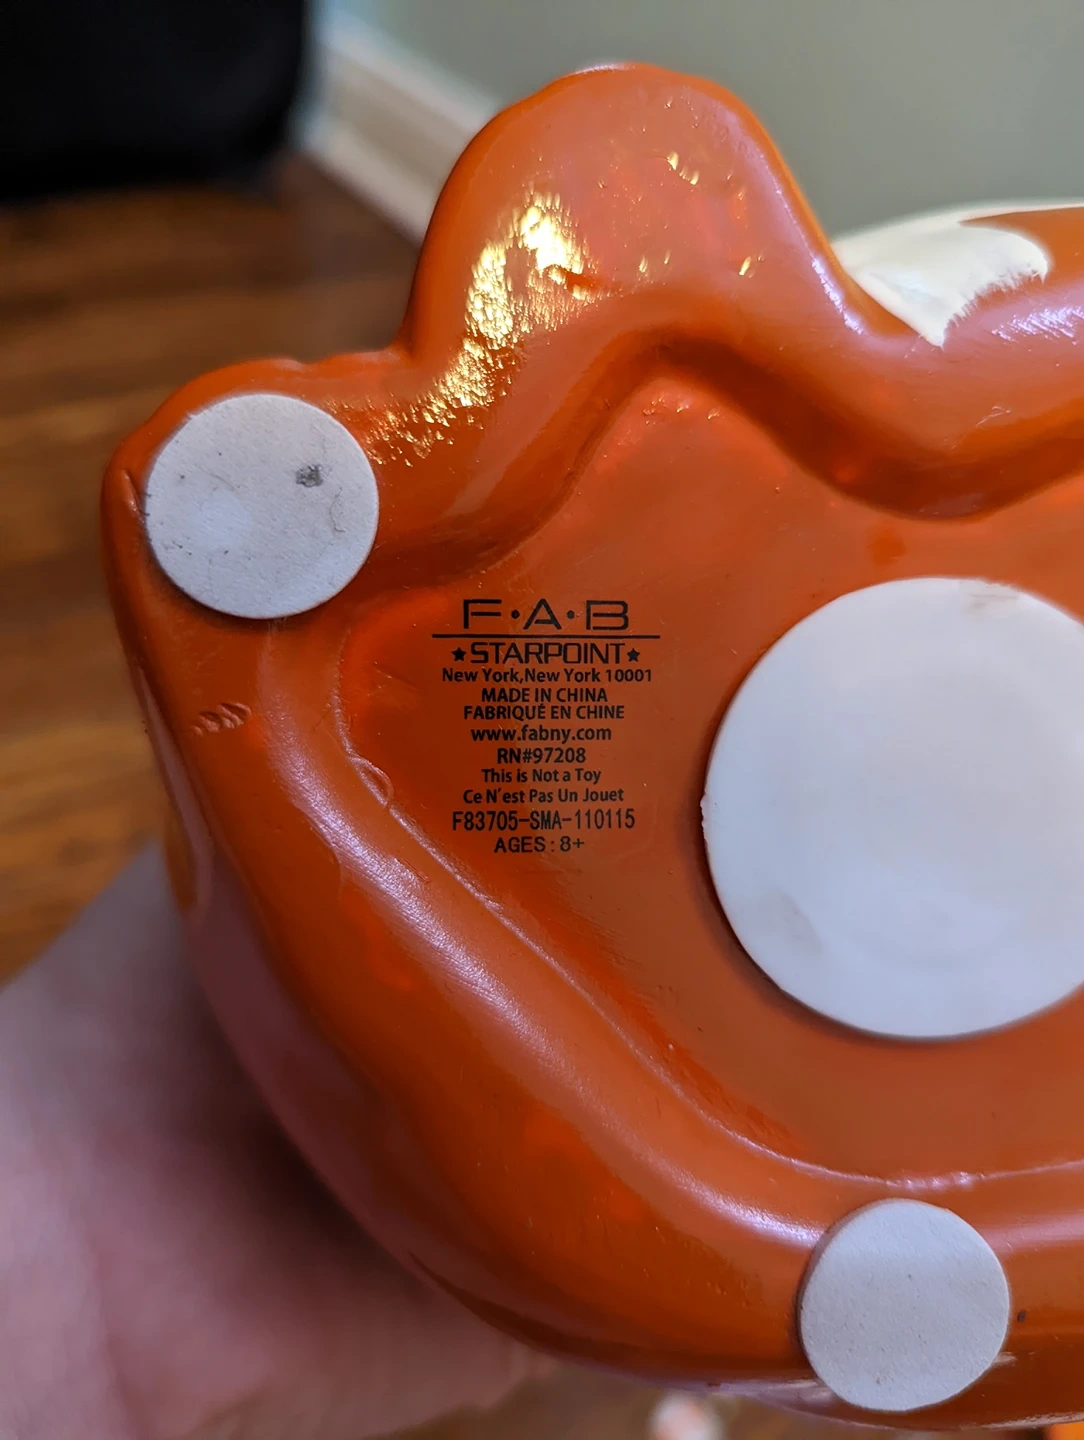 F·A·B
★STARPOINT★
New York,New York 10001
MADE IN CHINA
FABRIQUÉ EN CHINE
www.fabny.com
RN#97208
This is Not a Toy
Ce N'est Pas Un Jouet
F83705-SMA-110115
AGES: 8+